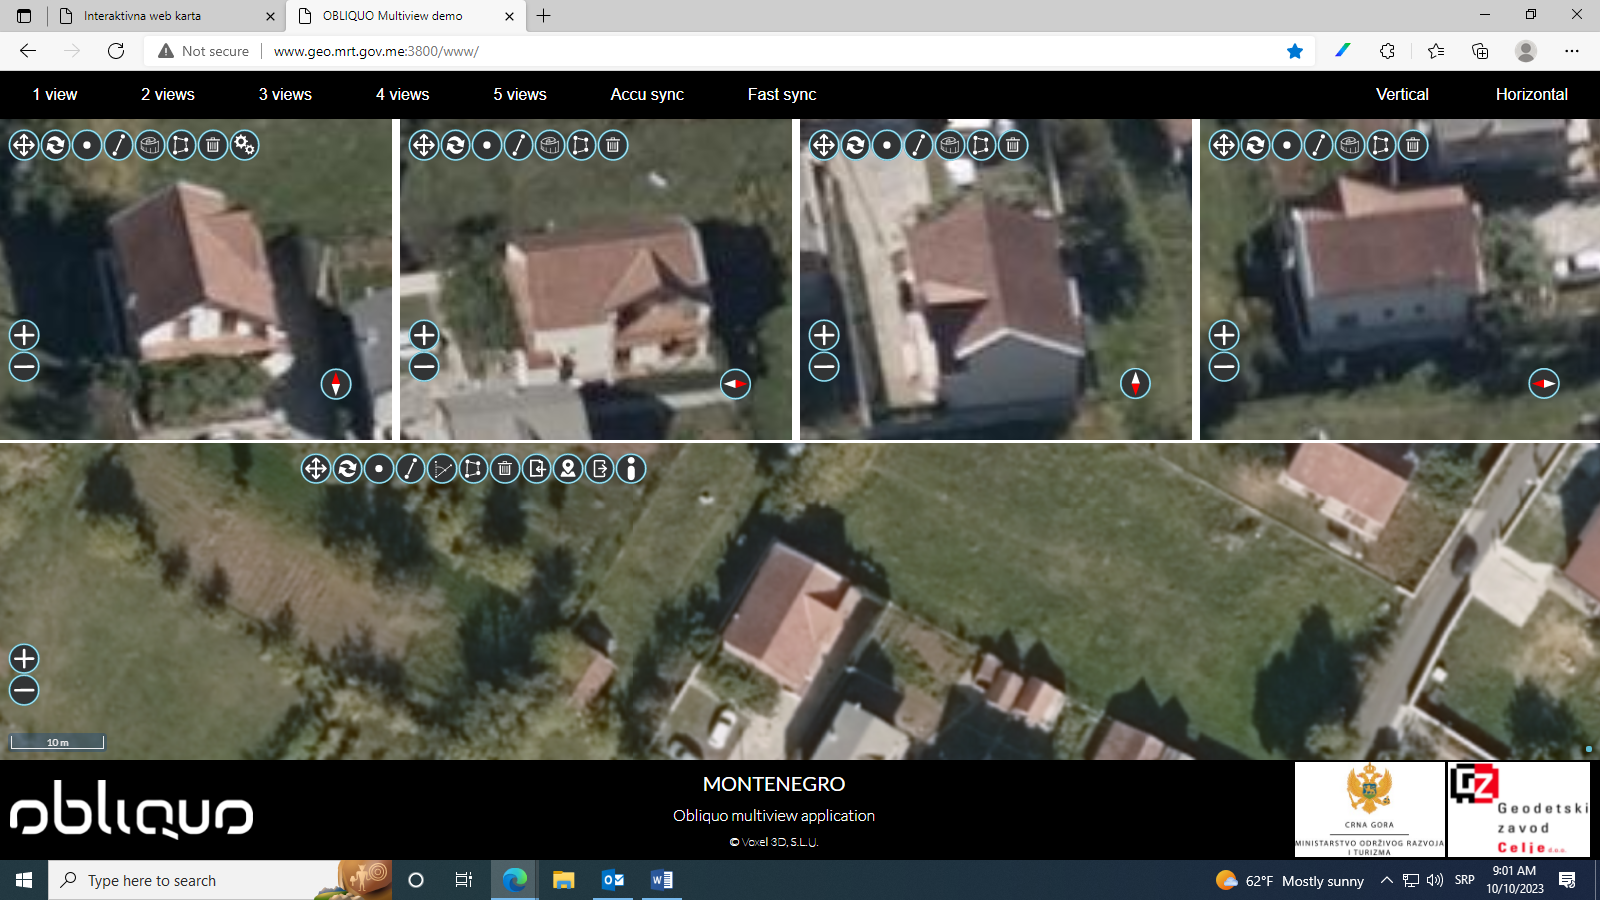 Interaktivna web karta
OBLIQUO Multiview demo
Not secure
www.geo.mrt.gov.me:3800/www/
1 view
2 views
3 views
4 views
5 views
Accu sync
Fast sync
Vertical
Horizontal
10 m
obliquo
MONTENEGRO
Obliquo multiview application
© Voxel 3D, S.L.U.
CRNA GORA
MINISTARSTVO ODRŽIVOG RAZVOJA
I TURIZMA
GZ
Geodetski
zavod
Celje d.o.o.
Type here to search
62°F Mostly sunny
SRP
9:01 AM
10/10/2023